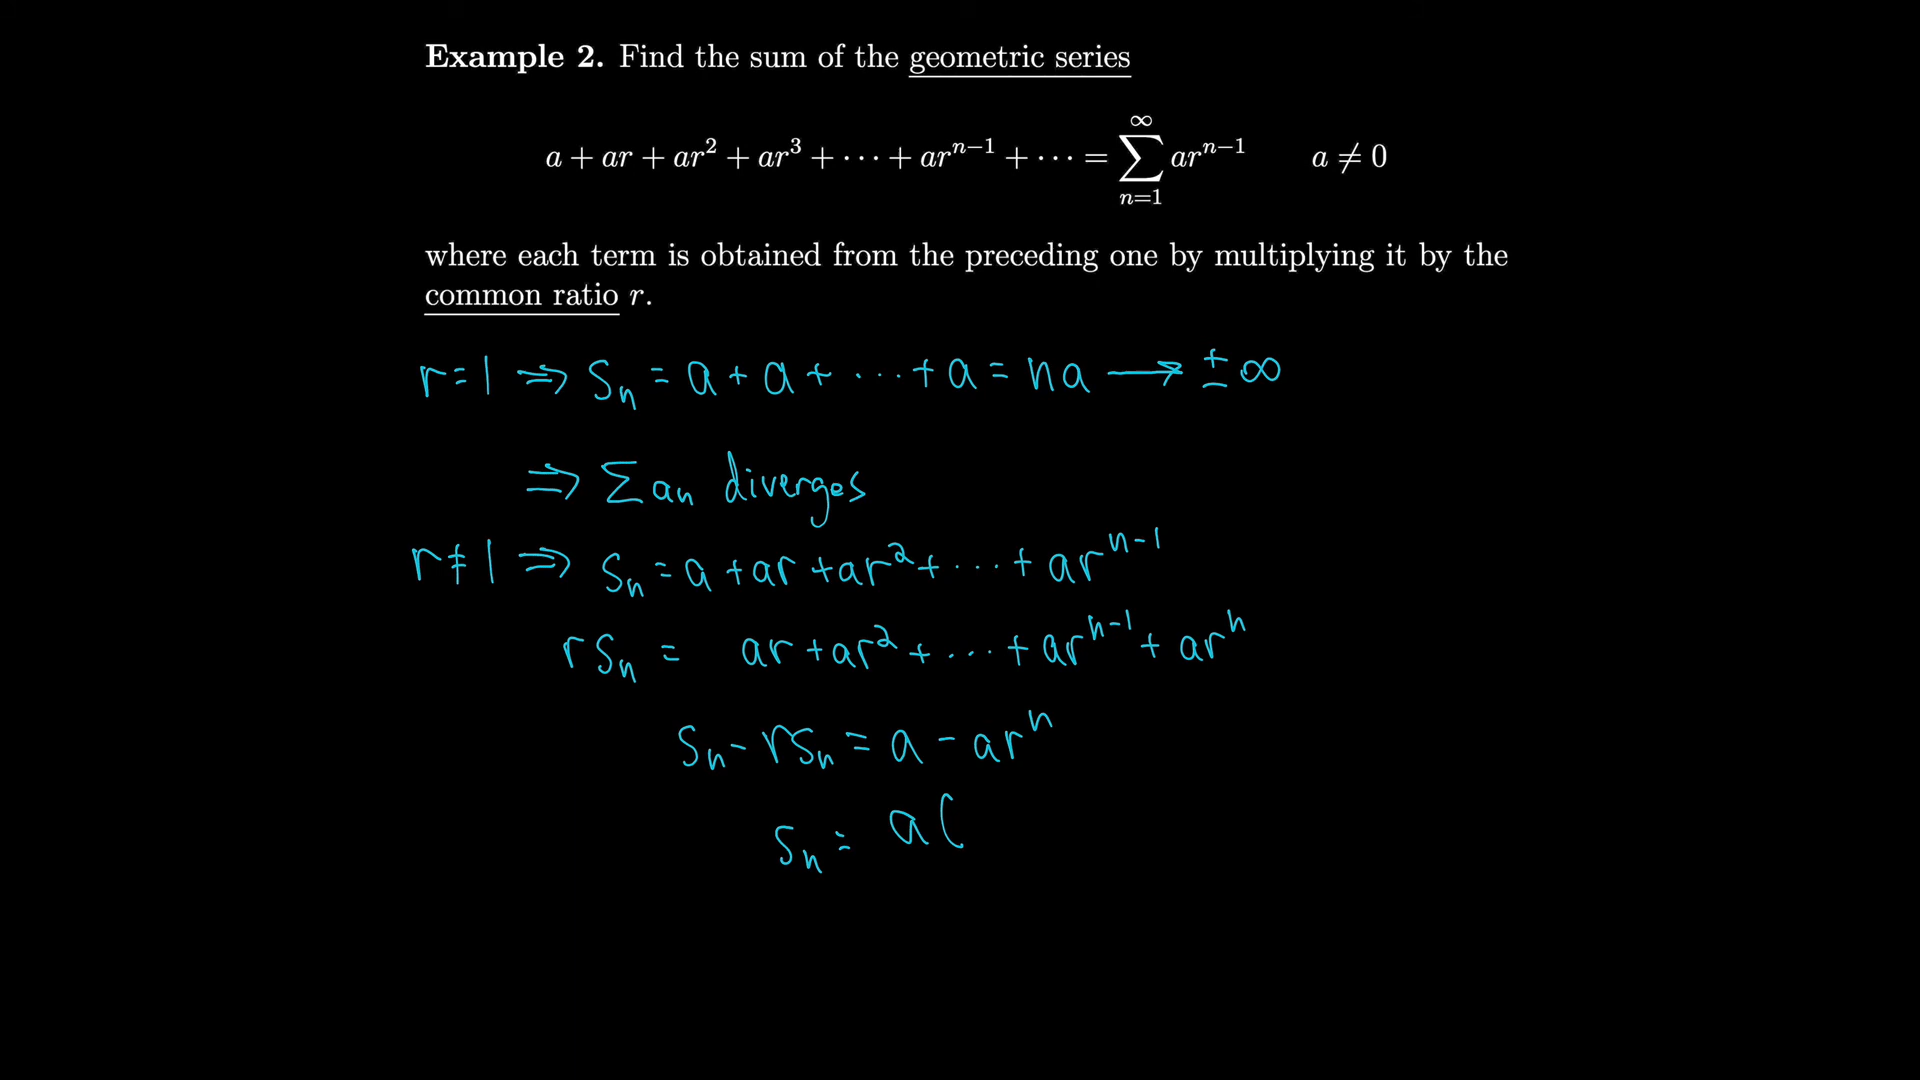 Example 2. Find the sum of the geometric series
a + ar + ar² + ar³ + ⋯ + arⁿ⁻¹ + ⋯ = ∑_{n=1}^{∞} arⁿ⁻¹ a ≠ 0
where each term is obtained from the preceding one by multiplying it by the
common ratio r.
r = 1 ⇒ Sₙ = a + a + ⋯ + a = na ⟶ ±∞
⇒ ∑ aₙ diverges
r ≠ 1 ⇒ Sₙ = a + ar + ar² + ⋯ + arⁿ⁻¹
rSₙ = ar + ar² + ⋯ + arⁿ⁻¹ + arⁿ
Sₙ - rSₙ = a - arⁿ
Sₙ = a(